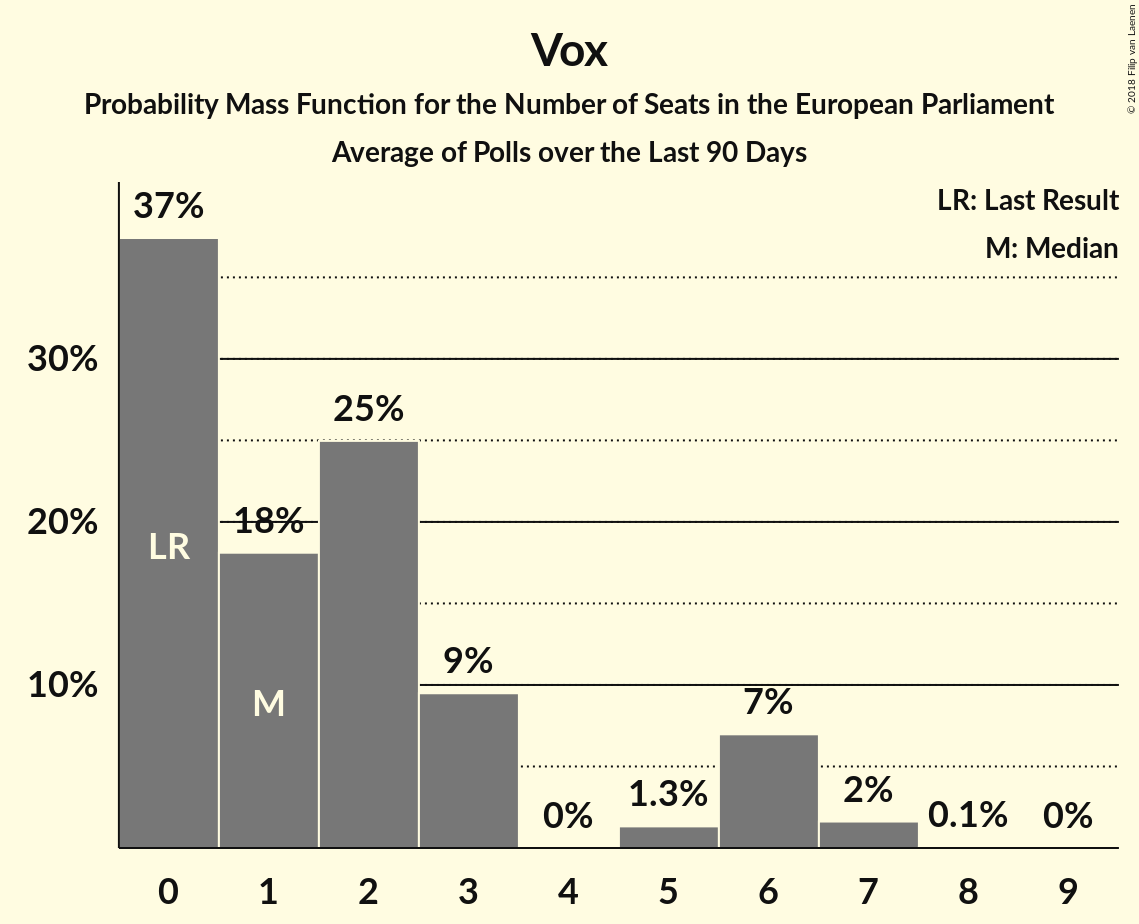 Vox
Probability Mass Function for the Number of Seats in the European Parliament
Average of Polls over the Last 90 Days
© 2018 Filip van Laenen
LR: Last Result
M: Median
37%
30%
25%
20%
18%
LR
9%
10%
M
7%
1.3%
2%
0%
0.1%
0%
0 1 2 3 4 5 6 7 8 9